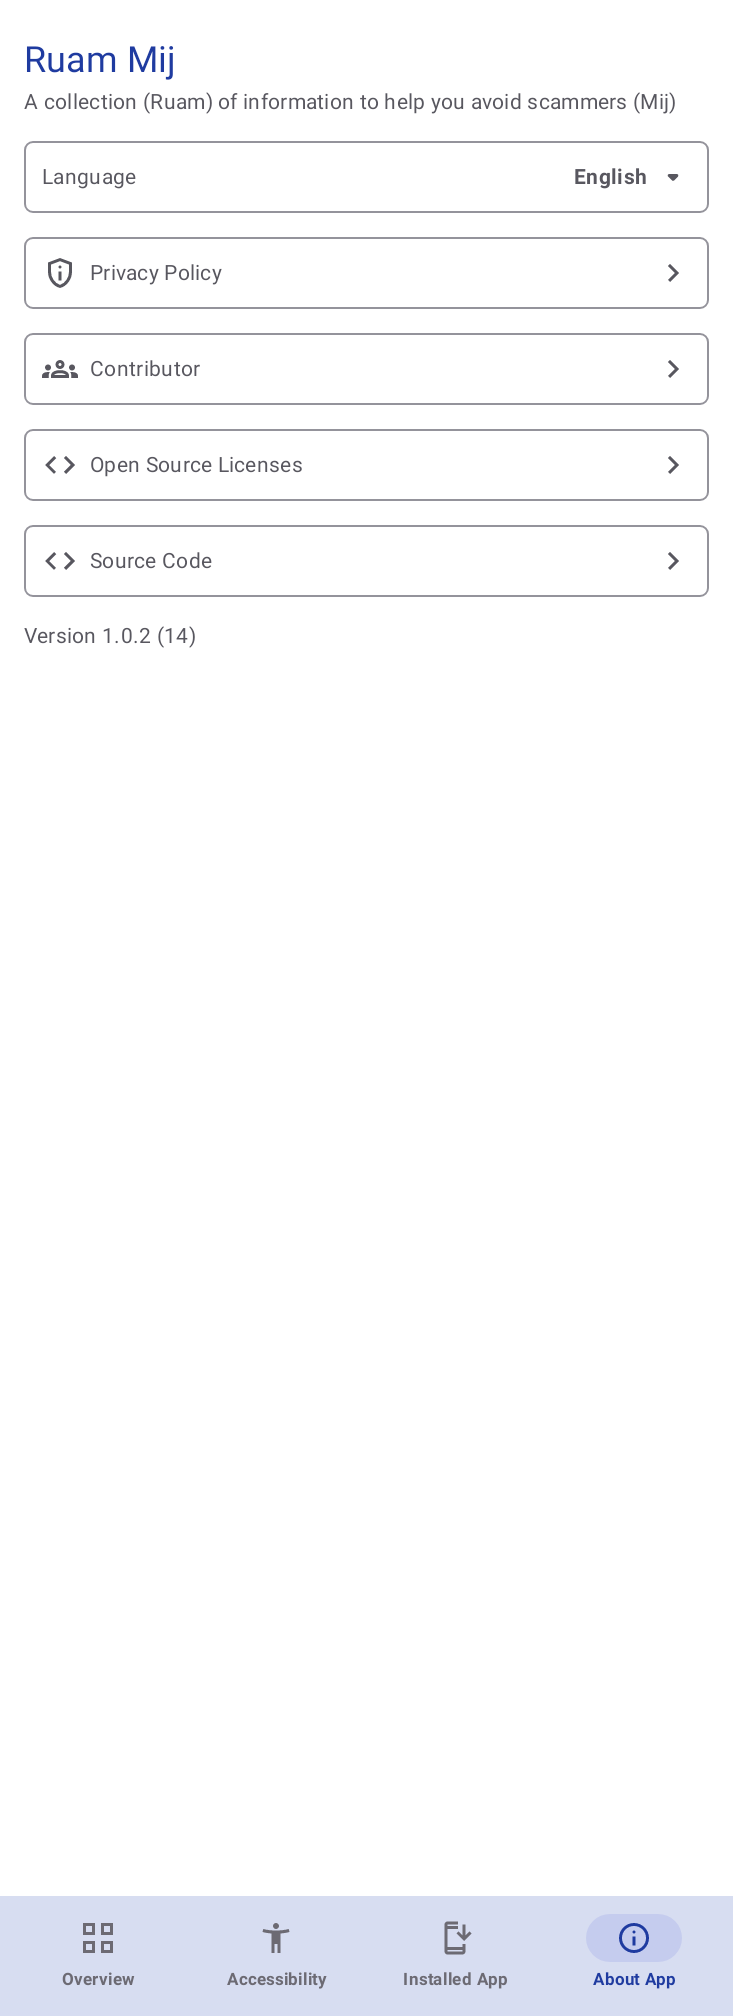 Ruam Mij
A collection (Ruam) of information to help you avoid scammers (Mij)
Language English
Privacy Policy
Contributor
Open Source Licenses
Source Code
Version 1.0.2 (14)
Overview Accessibility Installed App About App